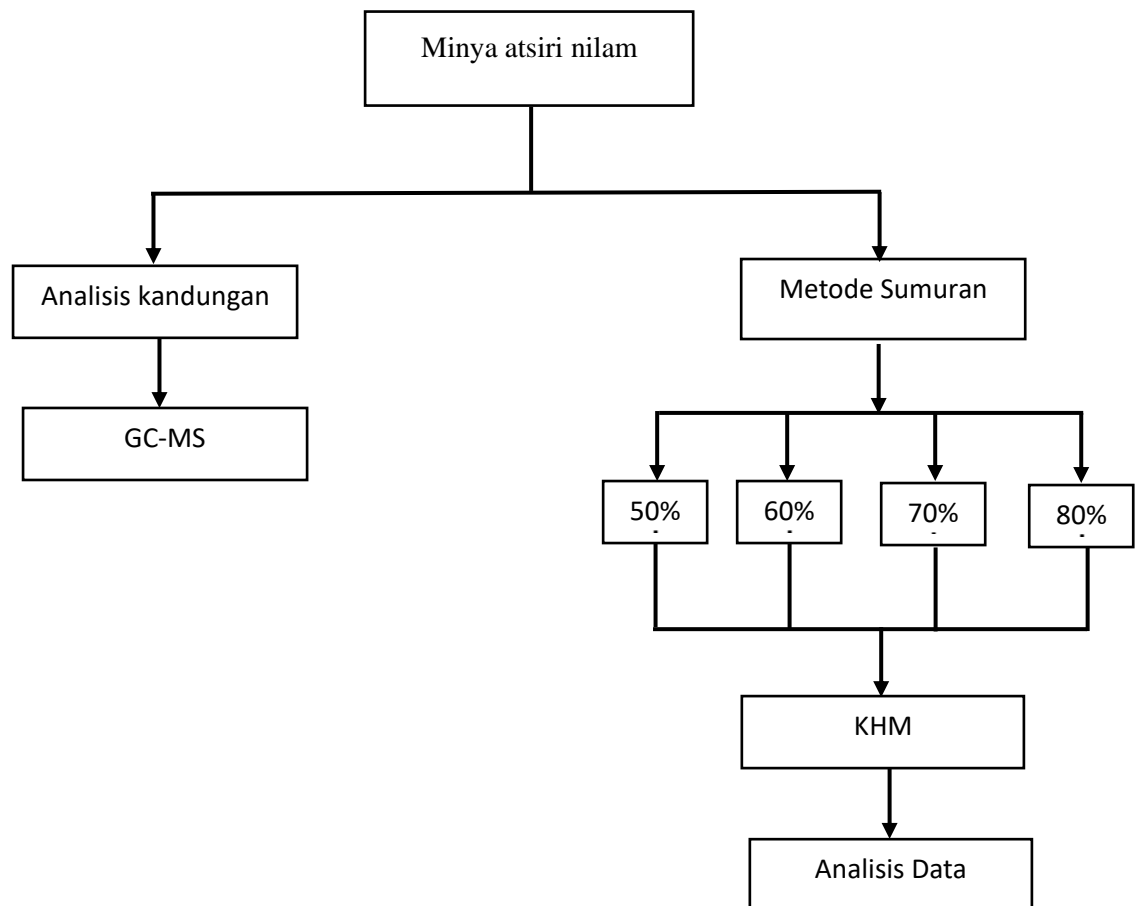 Minya atsiri nilam
Analisis kandungan
Metode Sumuran
GC-MS
50%
60%
70%
80%
KHM
Analisis Data